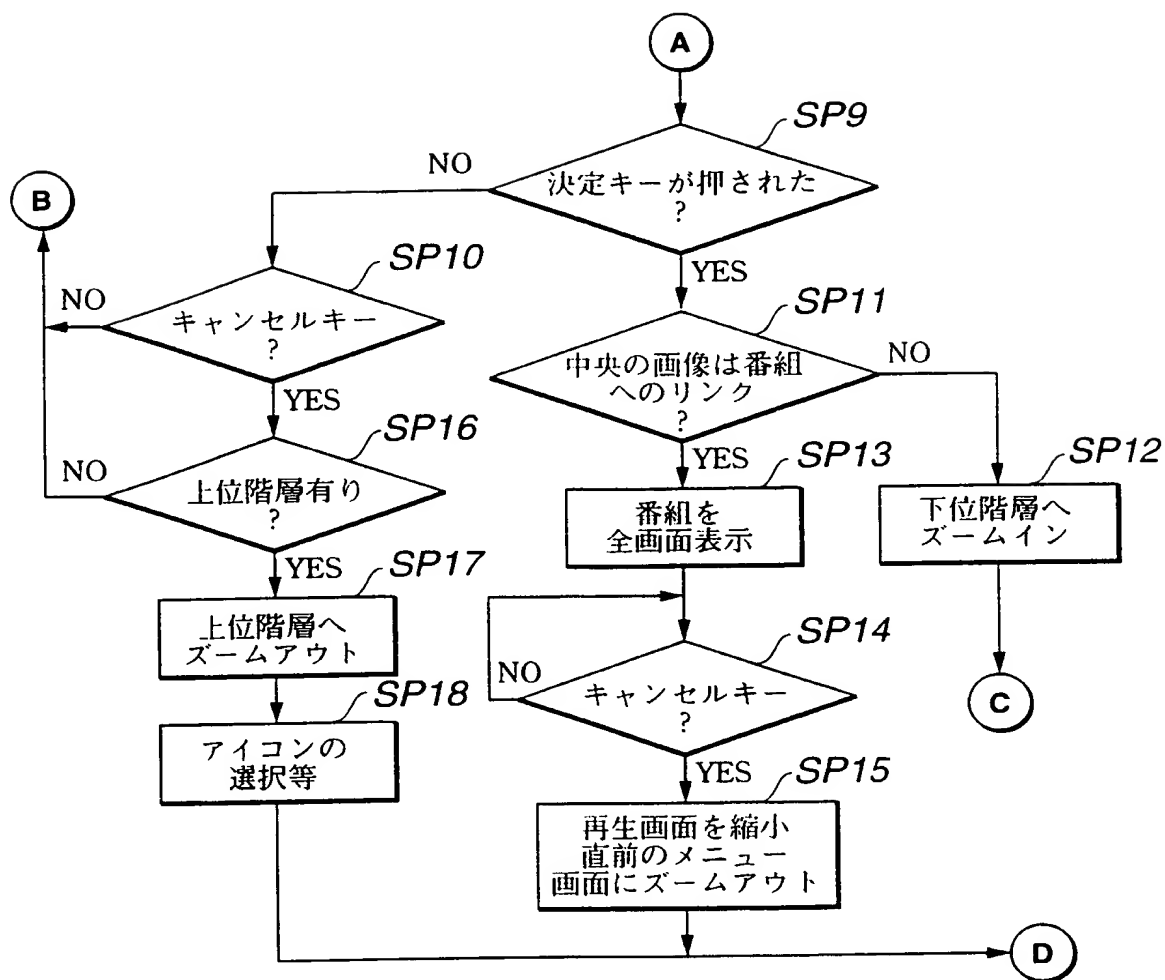 A
SP9
NO
決定キーが押された
?
B
YES
SP10
NO
キャンセルキー
?
SP11
中央の画像は番組
へのリンク
?
NO
YES
SP16
NO
上位階層有り
?
YES
SP13
番組を
全画面表示
SP12
下位階層へ
ズームイン
YES
SP17
上位階層へ
ズームアウト
SP14
NO
キャンセルキー
?
C
SP18
アイコンの
選択等
YES
SP15
再生画面を縮小
直前のメニュー
画面にズームアウト
D